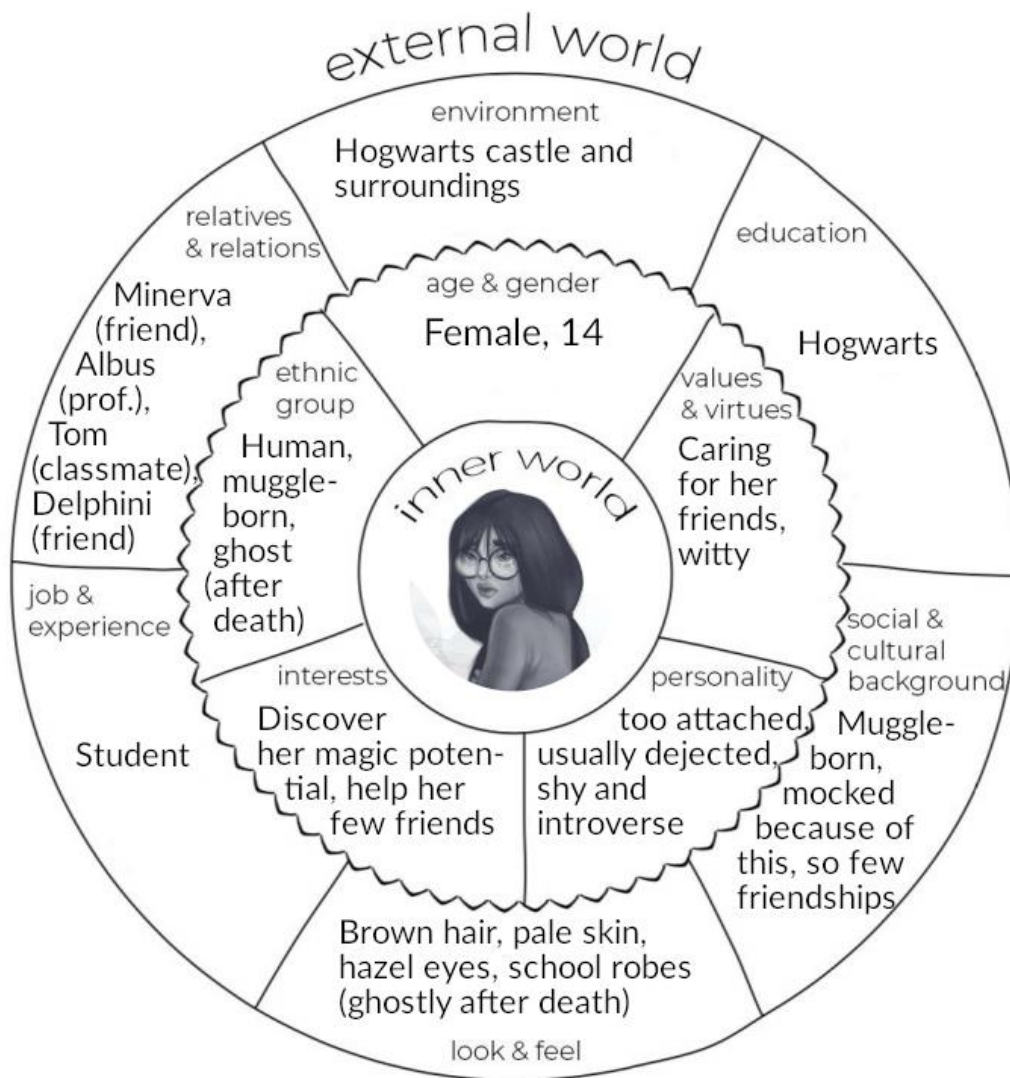 external world
environment
Hogwarts castle and
surroundings
relatives
& relations
Minerva
(friend),
Albus
(prof.),
Tom
(classmate),
Delphini
(friend)
education
Hogwarts
age & gender
Female, 14
ethnic
group
Human,
muggle-
born,
ghost
(after
death)
values
& virtues
Caring
for her
friends,
witty
inner world
job &
experience
Student
interests
Discover
her magic poten-
tial, help her
few friends
personality
too attached,
usually dejected,
shy and
introverse
social &
cultural
background
Muggle-
born,
mocked
because of
this, so few
friendships
Brown hair, pale skin,
hazel eyes, school robes
(ghostly after death)
look & feel